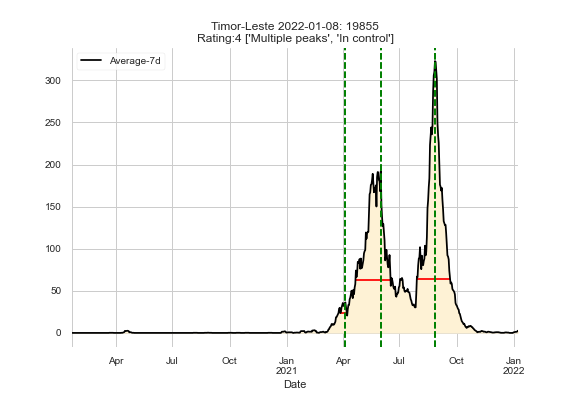 Timor-Leste 2022-01-08: 19855
Rating:4 ['Multiple peaks', 'In control']
Average-7d
300
250
200
150
100
50
0
Apr Jul Oct Jan Apr Jul Oct Jan
2021 2022
Date